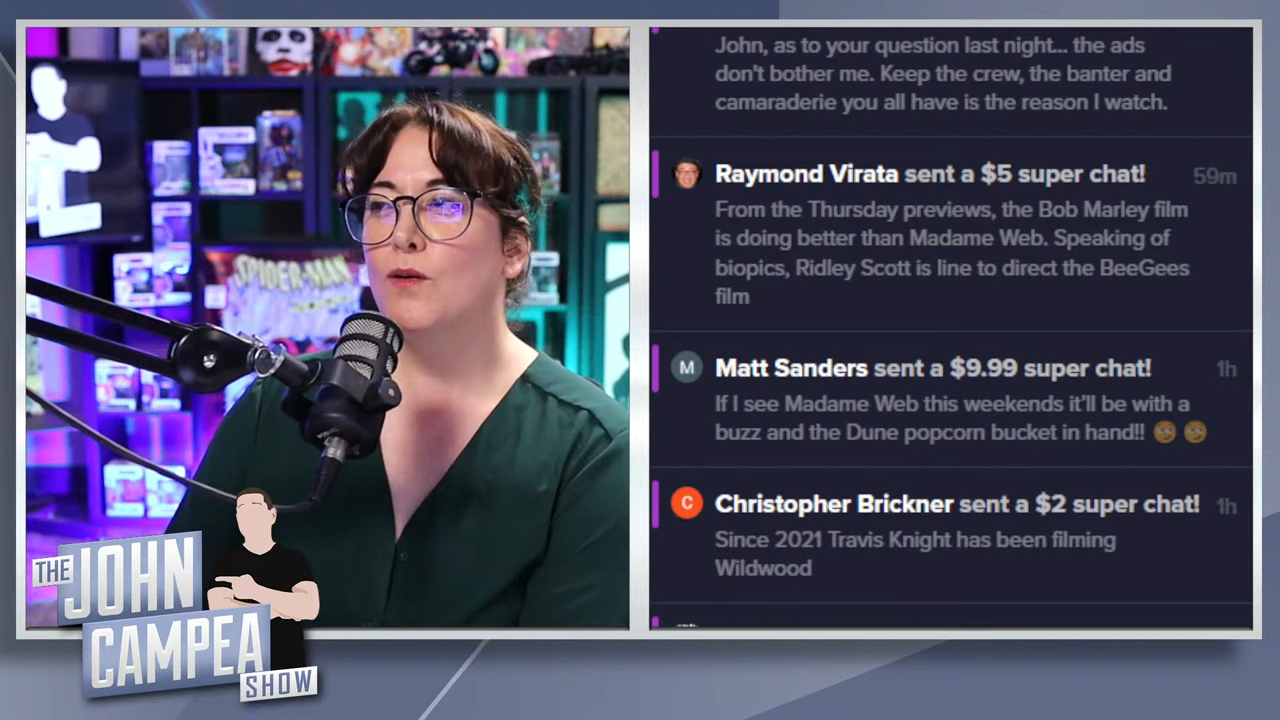 John, as to your question last night... the ads
don't bother me. Keep the crew, the banter and
camaraderie you all have is the reason I watch.
Raymond Virata sent a $5 super chat!
59m
From the Thursday previews, the Bob Marley film
is doing better than Madame Web. Speaking of
biopics, Ridley Scott is line to direct the BeeGees
film
M
Matt Sanders sent a $9.99 super chat!
1h
If I see Madame Web this weekends it'll be with a
buzz and the Dune popcorn bucket in hand!!
C
Christopher Brickner sent a $2 super chat!
1h
Since 2021 Travis Knight has been filming
Wildwood
SPIDER-MAN
THE
JOHN
CAMPEA
SHOW